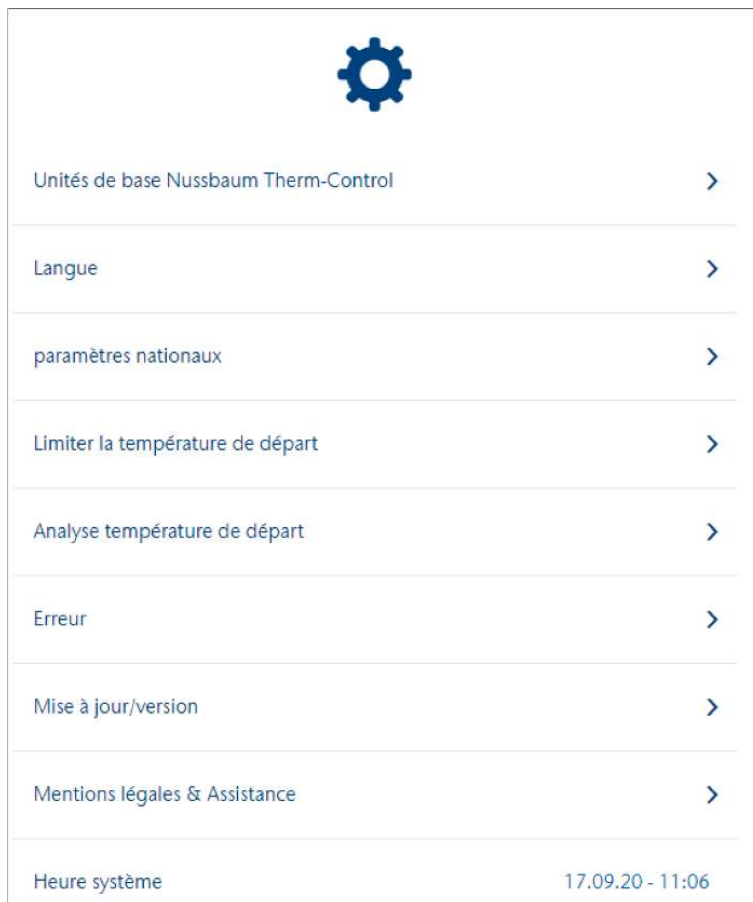 Unités de base Nussbaum Therm-Control
Langue
paramètres nationaux
Limiter la température de départ
Analyse température de départ
Erreur
Mise à jour/version
Mentions légales & Assistance
Heure système 17.09.20 - 11:06